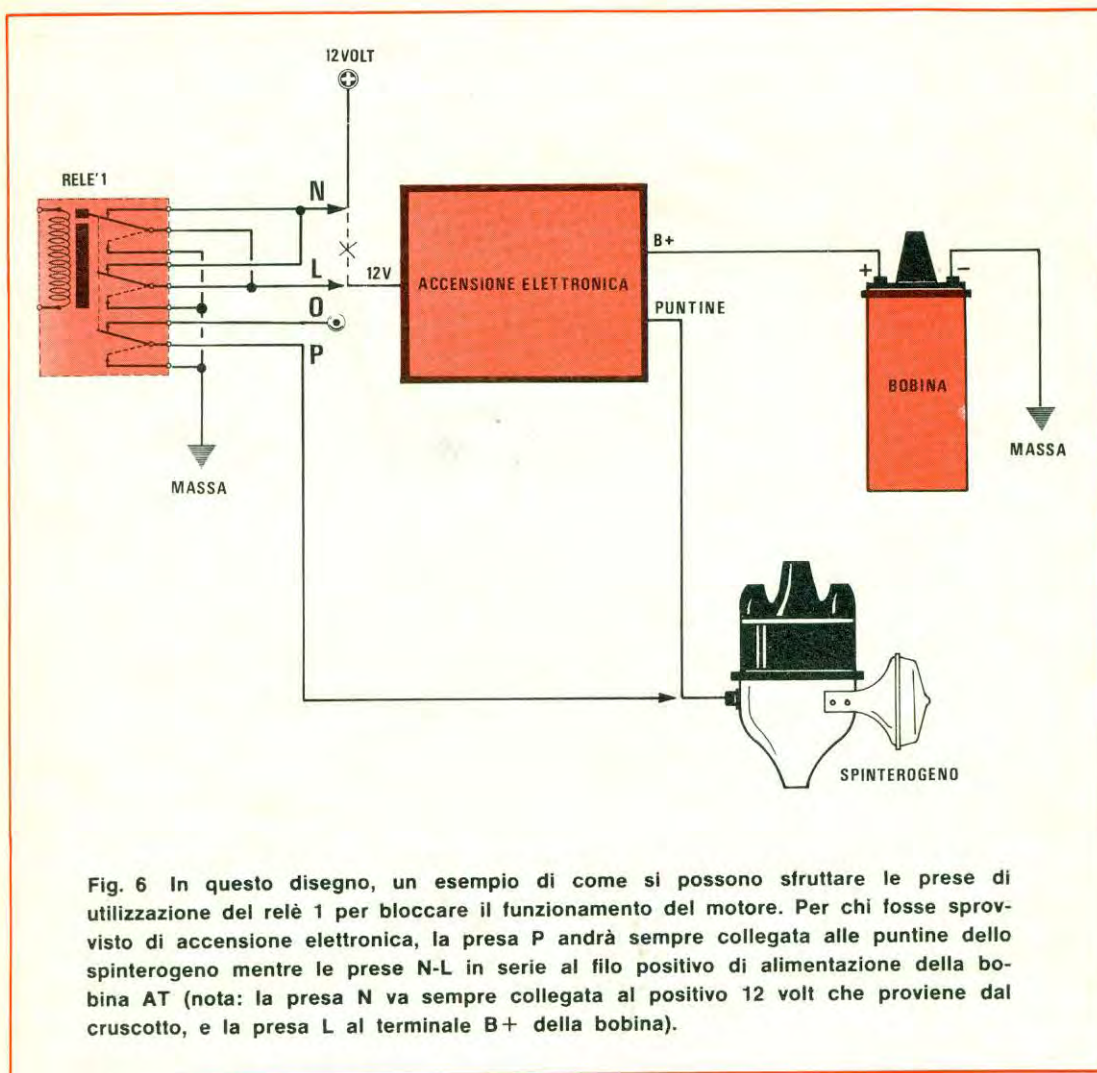 12 VOLT
RELE'1
N
L
12V
O
P
ACCENSIONE ELETTRONICA
B+
PUNTINE
+
-
BOBINA
MASSA
MASSA
SPINTEROGENO
Fig. 6 In questo disegno, un esempio di come si possono sfruttare le prese di
utilizzazione del relè 1 per bloccare il funzionamento del motore. Per chi fosse sprov-
visto di accensione elettronica, la presa P andrà sempre collegata alle puntine dello
spinterogeno mentre le prese N-L in serie al filo positivo di alimentazione della bo-
bina AT (nota: la presa N va sempre collegata al positivo 12 volt che proviene dal
cruscotto, e la presa L al terminale B+ della bobina).